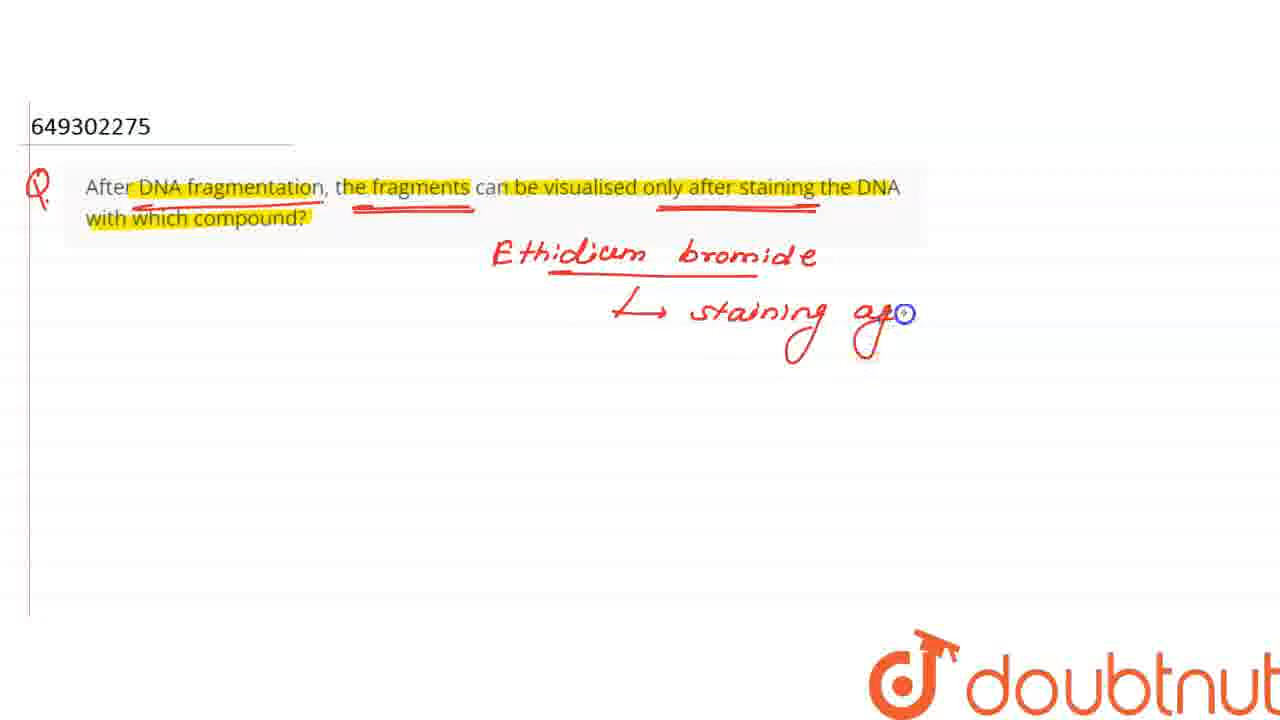 649302275
Q. After DNA fragmentation, the fragments can be visualised only after staining the DNA
with which compound?
Ethidium bromide
↳ staining age
doubtnut